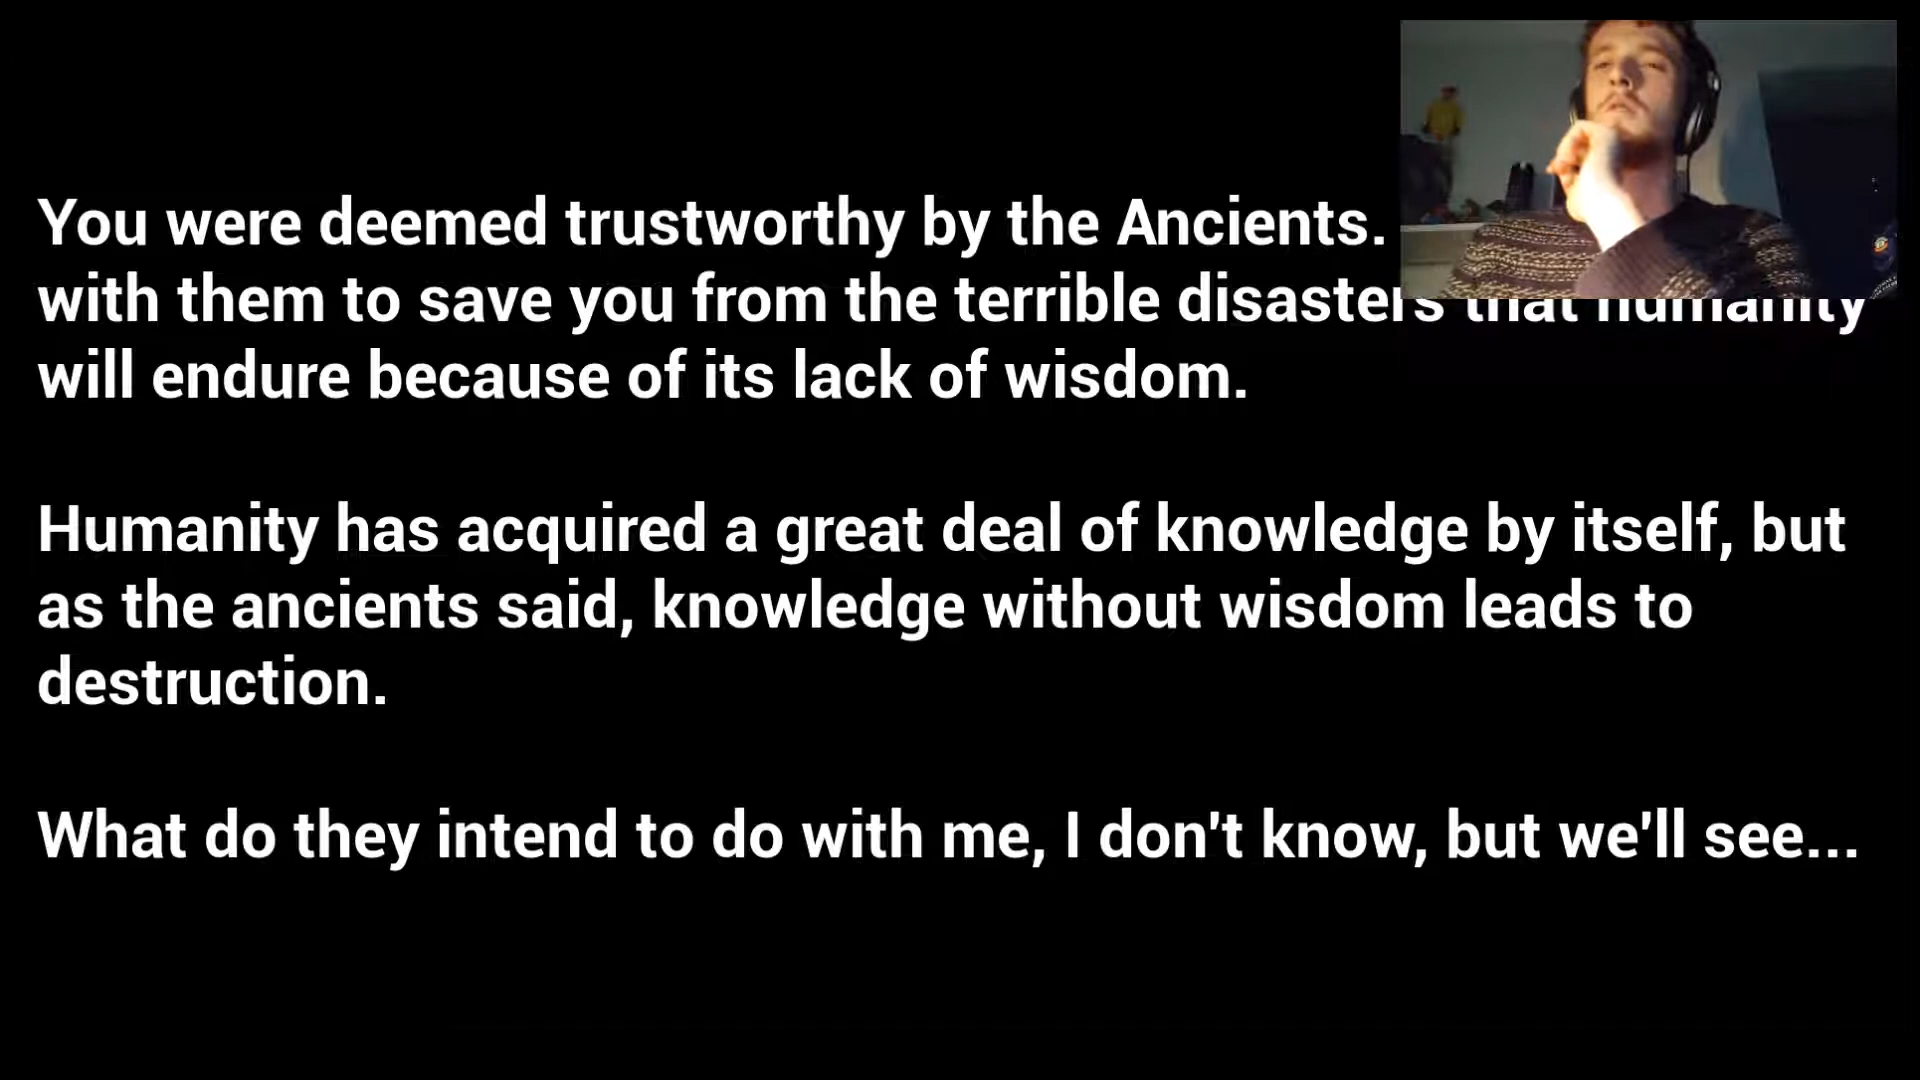 You were deemed trustworthy by the Ancients.
with them to save you from the terrible disasters that humanity
will endure because of its lack of wisdom.
Humanity has acquired a great deal of knowledge by itself, but
as the ancients said, knowledge without wisdom leads to
destruction.
What do they intend to do with me, I don't know, but we'll see...